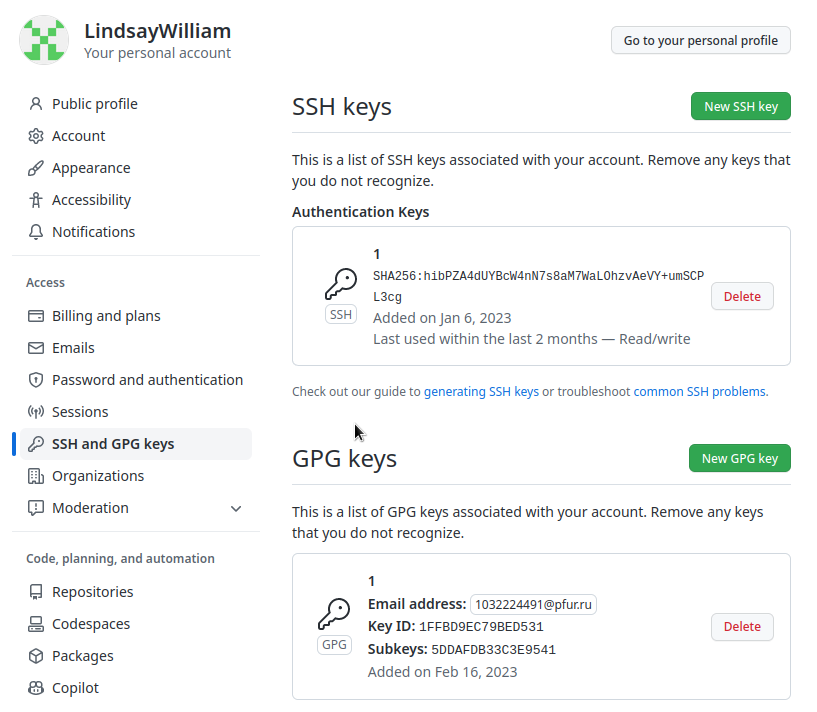 LindsayWilliam
Your personal account
Go to your personal profile
Public profile
Account
Appearance
Accessibility
Notifications
Access
Billing and plans
Emails
Password and authentication
Sessions
SSH and GPG keys
Organizations
Moderation
Code, planning, and automation
Repositories
Codespaces
Packages
Copilot
SSH keys
New SSH key
This is a list of SSH keys associated with your account. Remove any keys that
you do not recognize.
Authentication Keys
1
SHA256:hibPZA4dUYBcW4nN7s8aM7WaLOhzvAeVY+umSCP
L3cg
Added on Jan 6, 2023
Last used within the last 2 months — Read/write
SSH
Delete
Check out our guide to generating SSH keys or troubleshoot common SSH problems.
GPG keys
New GPG key
This is a list of GPG keys associated with your account. Remove any keys
that you do not recognize.
1
Email address: 1032224491@pfur.ru
Key ID: 1FFBD9EC79BED531
Subkeys: 5DDAFDB33C3E9541
Added on Feb 16, 2023
GPG
Delete